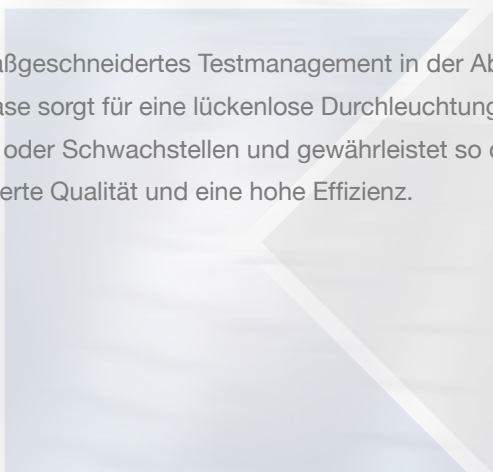 aßgeschneidertes Testmanagement in der Ab
ase sorgt für eine lückenlose Durchleuchtung
oder Schwachstellen und gewährleistet so
erte Qualität und eine hohe Effizienz.